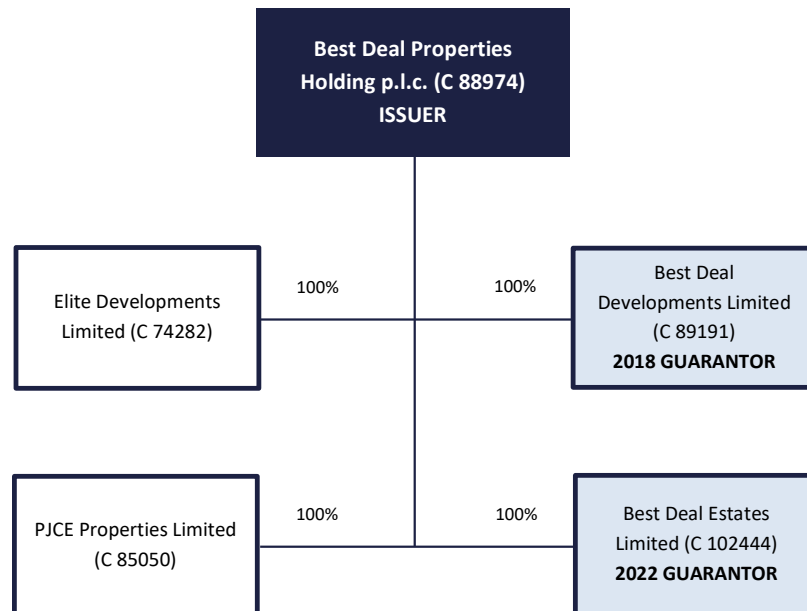 Best Deal Properties
Holding p.l.c. (C 88974)
ISSUER
Elite Developments
Limited (C 74282)
100%
100%
Best Deal
Developments Limited
(C 89191)
2018 GUARANTOR
PJCE Properties Limited
(C 85050)
100%
100%
Best Deal Estates
Limited (C 102444)
2022 GUARANTOR